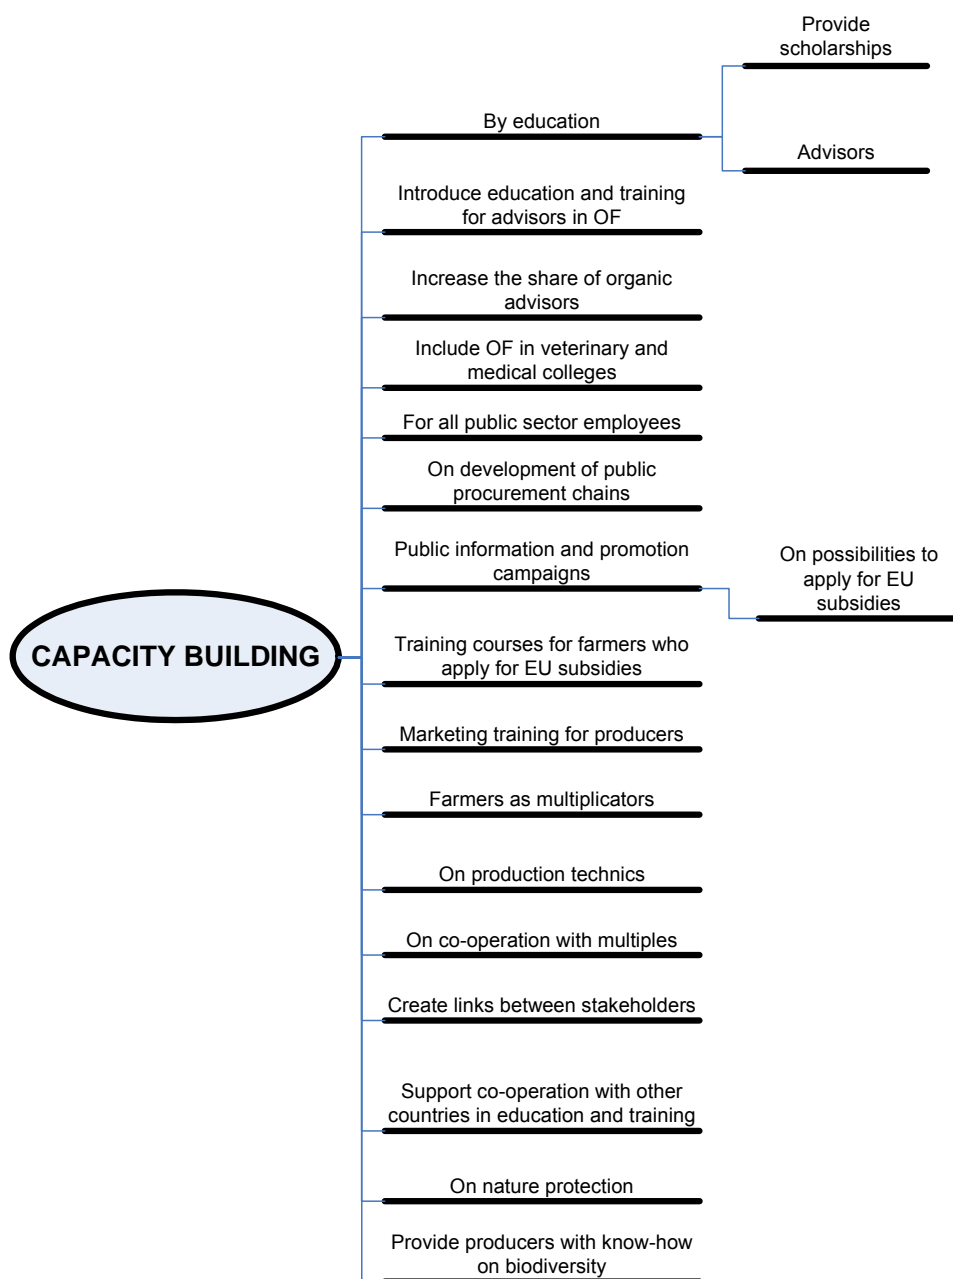 Provide
scholarships
By education
Advisors
Introduce education and training
for advisors in OF
Increase the share of organic
advisors
Include OF in veterinary and
medical colleges
For all public sector employees
On development of public
procurement chains
Public information and promotion
campaigns
On possibilities to
apply for EU
subsidies
CAPACITY BUILDING
Training courses for farmers who
apply for EU subsidies
Marketing training for producers
Farmers as multiplicators
On production technics
On co-operation with multiples
Create links between stakeholders
Support co-operation with other
countries in education and training
On nature protection
Provide producers with know-how
on biodiversity